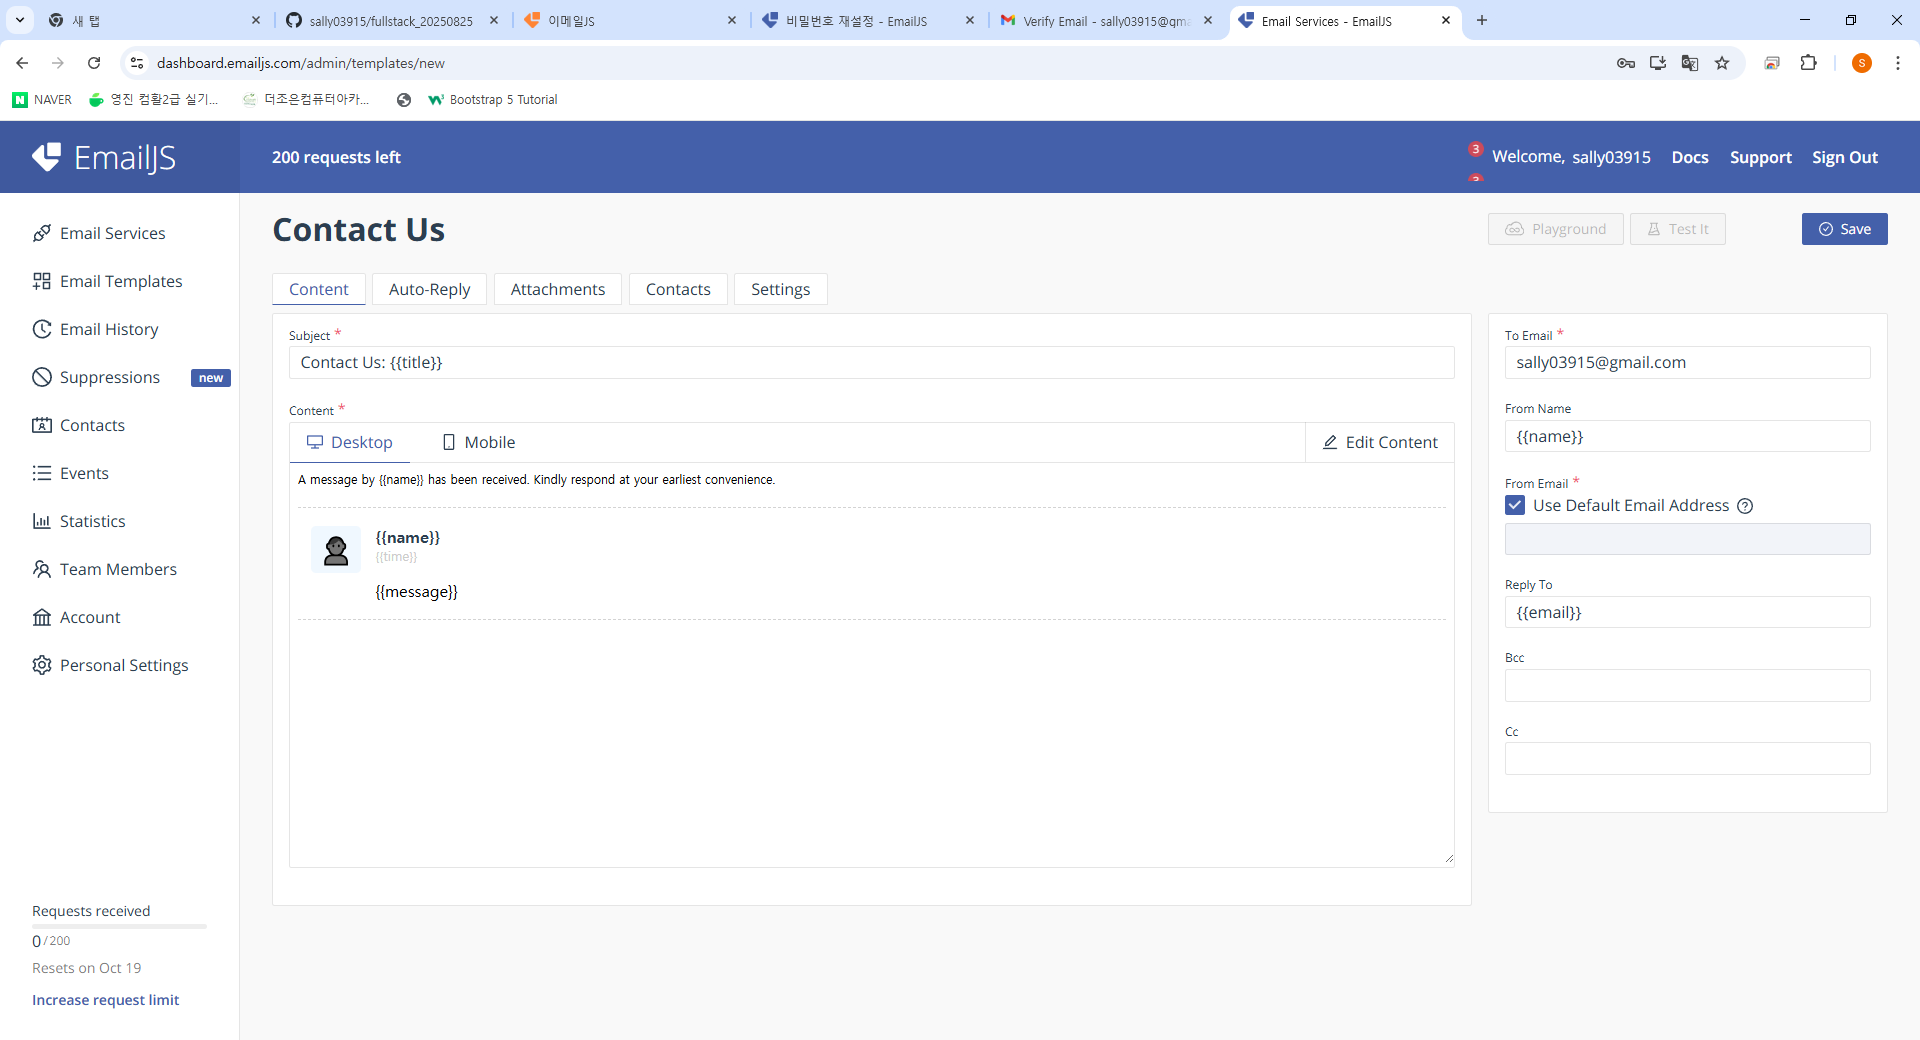 새 탭
sally03915/fullstack_20250825
이메일JS
비밀번호 재설정 - EmailJS
Verify Email - sally03915@gma
Email Services - EmailJS
dashboard.emailjs.com/admin/templates/new
S
NAVER
영진 컴활2급 실기...
더조은컴퓨터아카...
Bootstrap 5 Tutorial
EmailJS
200 requests left
3
Welcome, sally03915
Docs
Support
Sign Out
Email Services
Email Templates
Email History
Suppressions
new
Contacts
Events
Statistics
Team Members
Account
Personal Settings
Requests received
0/200
Resets on Oct 19
Increase request limit
Contact Us
Playground
Test It
Save
Content
Auto-Reply
Attachments
Contacts
Settings
Subject *
Contact Us: {{title}}
Content *
Desktop
Mobile
Edit Content
A message by {{name}} has been received. Kindly respond at your earliest convenience.
{{name}}
{{time}}
{{message}}
To Email *
sally03915@gmail.com
From Name
{{name}}
From Email *
Use Default Email Address
Reply To
{{email}}
Bcc
Cc